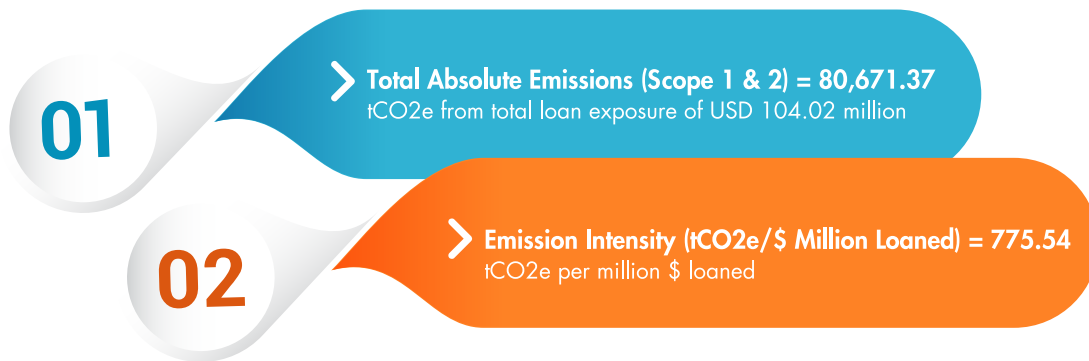 01
Total Absolute Emissions (Scope 1 & 2) = 80,671.37
tCO2e from total loan exposure of USD 104.02 million
02
Emission Intensity (tCO2e/$ Million Loaned) = 775.54
tCO2e per million $ loaned